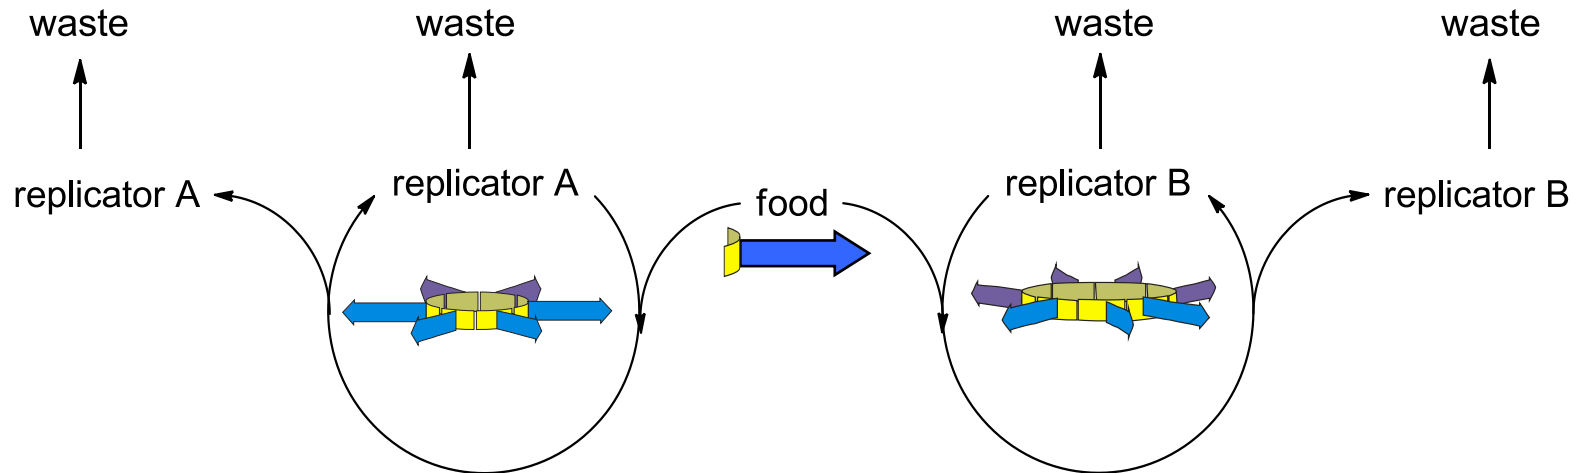 waste
waste
waste
waste
replicator A
replicator A
food
replicator B
replicator B